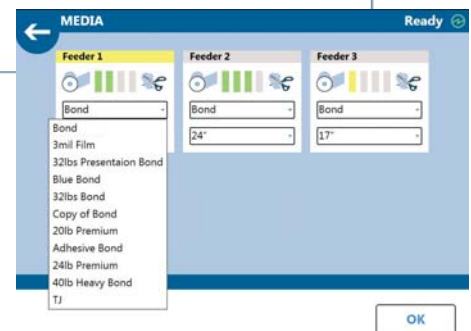 MEDIA
Ready
Feeder 1
Feeder 2
Feeder 3
Bond
Bond
Bond
24"
17"
Bond
3mil Film
32lbs Presentaion Bond
Blue Bond
32lbs Bond
Copy of Bond
20lb Premium
Adhesive Bond
24lb Premium
40lb Heavy Bond
TJ
OK